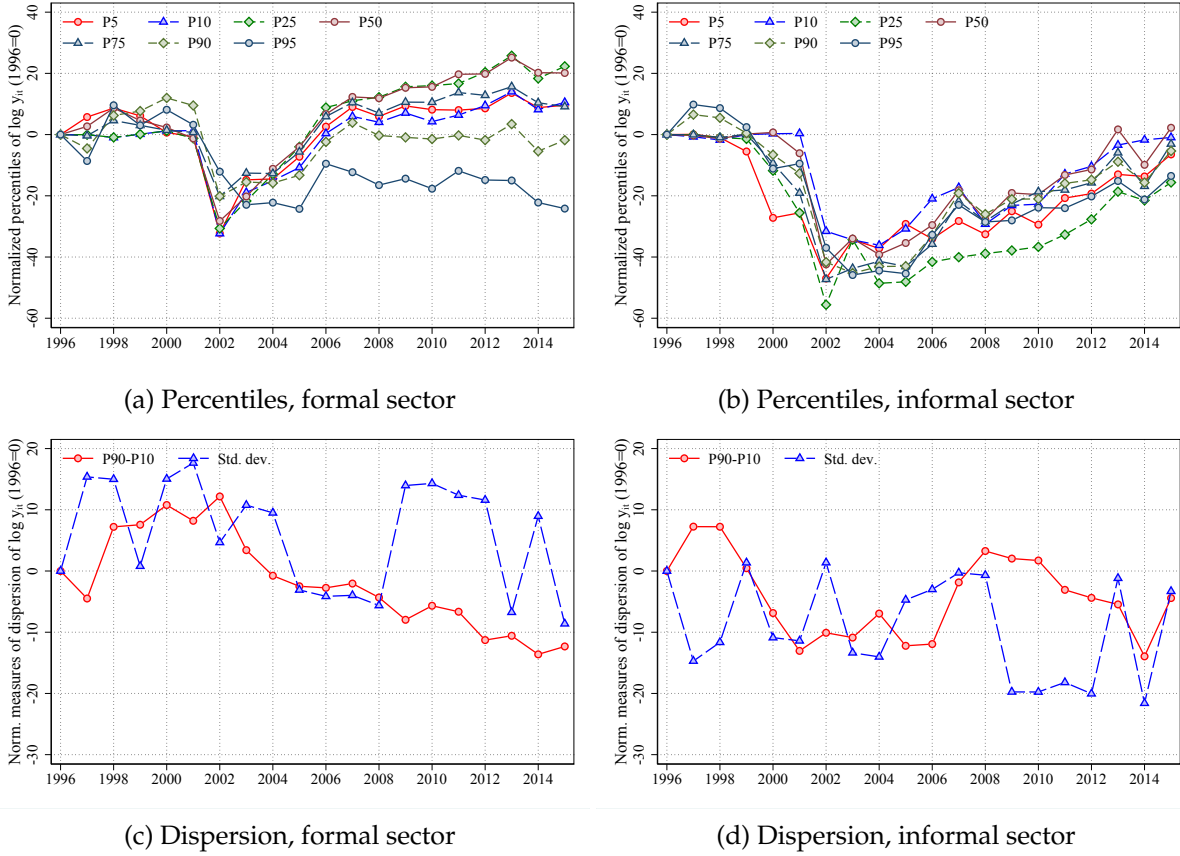 P5 P10 P25 P50
P75 P90 P95
Normalized percentiles of log yᵢₜ (1996=0)
40
20
0
-20
-40
-60
1996 1998 2000 2002 2004 2006 2008 2010 2012 2014
(a) Percentiles, formal sector
P5 P10 P25 P50
P75 P90 P95
Normalized percentiles of log yᵢₜ (1996=0)
40
20
0
-20
-40
-60
1996 1998 2000 2002 2004 2006 2008 2010 2012 2014
(b) Percentiles, informal sector
P90-P10 Std. dev.
Norm. measures of dispersion of log yᵢₜ (1996=0)
20
10
0
-10
-20
-30
1996 1998 2000 2002 2004 2006 2008 2010 2012 2014
(c) Dispersion, formal sector
P90-P10 Std. dev.
Norm. measures of dispersion of log yᵢₜ (1996=0)
20
10
0
-10
-20
-30
1996 1998 2000 2002 2004 2006 2008 2010 2012 2014
(d) Dispersion, informal sector